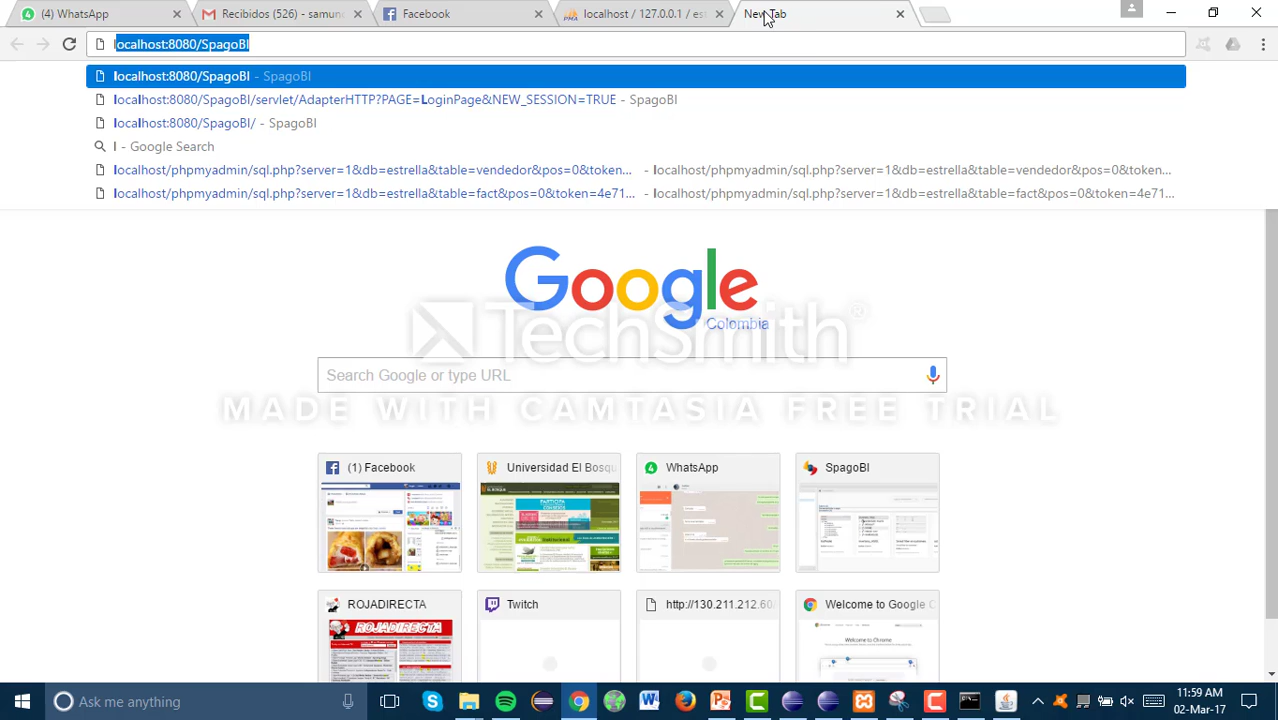 (4) WhatsApp
Recibidos (526) - samunc
Facebook
localhost / 127.0.0.1 / es
New Tab
localhost:8080/SpagoBI
localhost:8080/SpagoBI - SpagoBI
localhost:8080/SpagoBI/servlet/AdapterHTTP?PAGE=LoginPage&NEW_SESSION=TRUE - SpagoBI
localhost:8080/SpagoBI/ - SpagoBI
l - Google Search
localhost/phpmyadmin/sql.php?server=1&db=estrella&table=vendedor&pos=0&token... - localhost/phpmyadmin/sql.php?server=1&db=estrella&table=vendedor&pos=0&token...
localhost/phpmyadmin/sql.php?server=1&db=estrella&table=fact&pos=0&token=4e71... - localhost/phpmyadmin/sql.php?server=1&db=estrella&table=fact&pos=0&token=4e71...
Google
Colombia
TechSmith®
Search Google or type URL
MADE WITH CAMTASIA FREE TRIAL
(1) Facebook
Universidad El Bosqu
WhatsApp
SpagoBI
ROJADIRECTA
Twitch
http://130.211.212.60/
Welcome to Google C
ROJADIRECTA
Welcome to Chrome
Ask me anything
11:59 AM
02-Mar-17